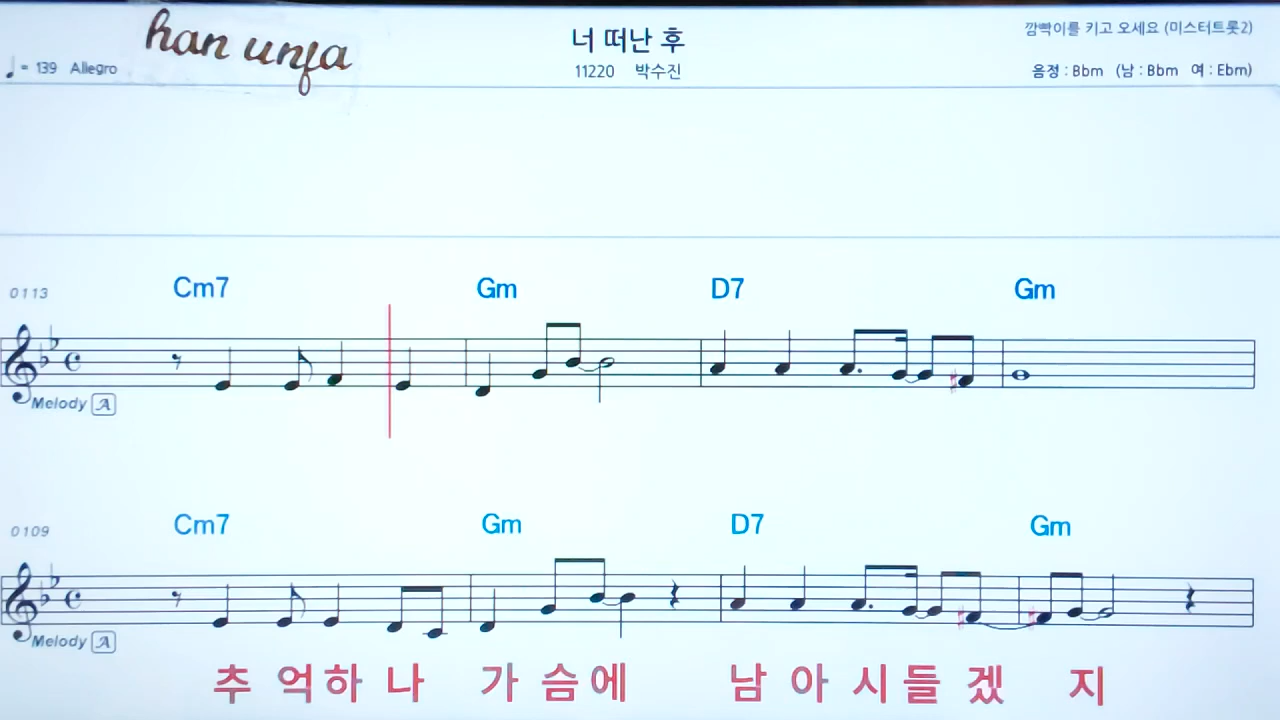 han unfa
너 떠난 후
깜빡이를 키고 오세요 (미스터트롯2)
♩ = 139 Allegro
11220 박수진
음정 : Bbm (남 : Bbm 여 : Ebm)
Cm7 Gm D7 Gm
0113
Melody A
Cm7 Gm D7 Gm
0109
Melody A
추 억하 나 가 슴에 남 아 시들 겠 지